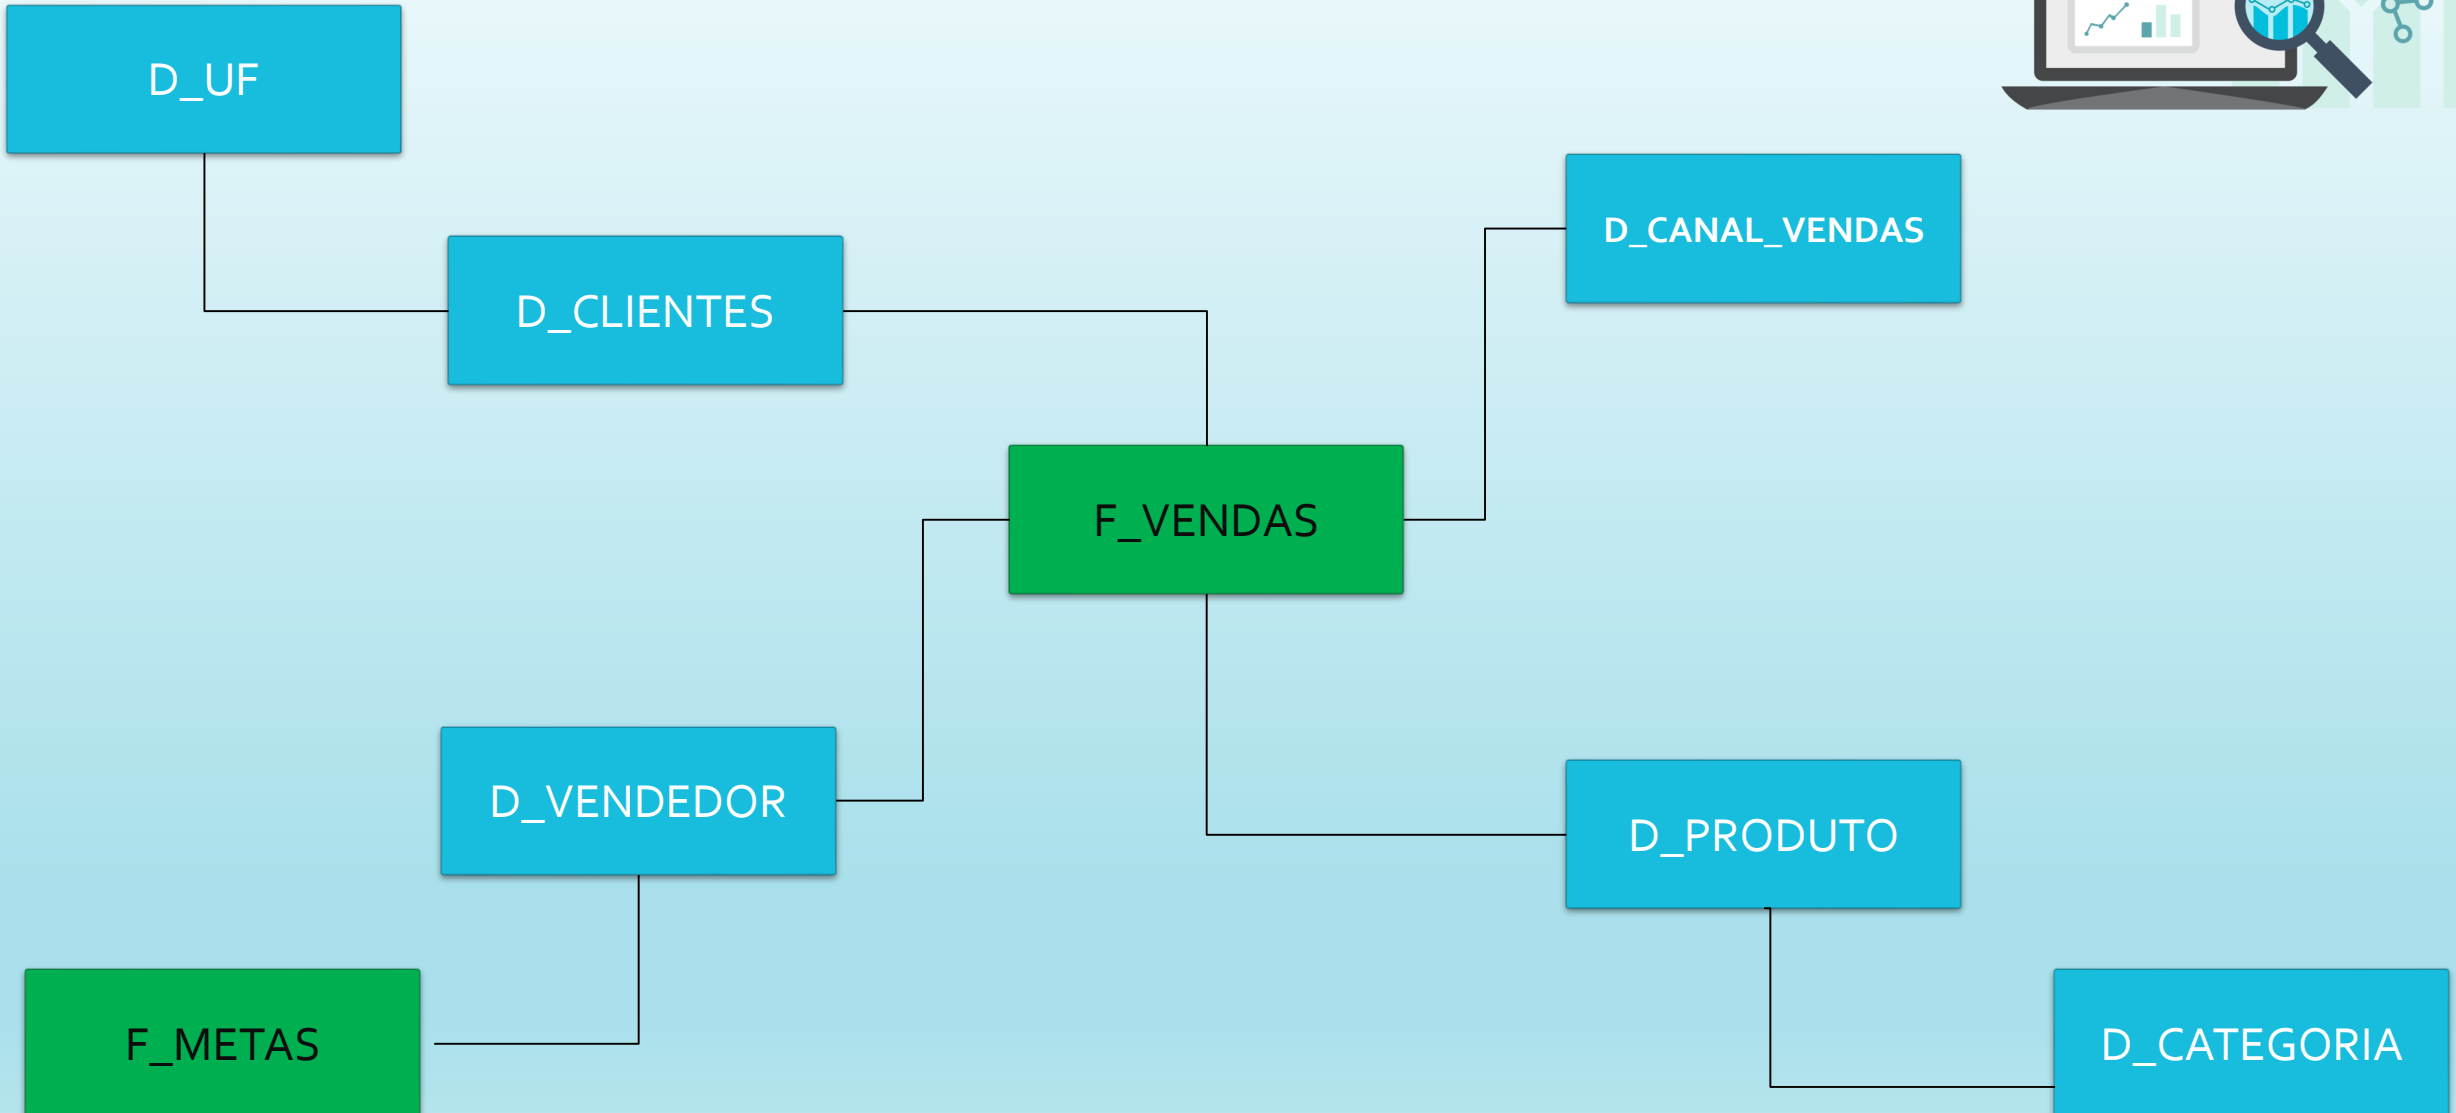 D_UF
D_CANAL_VENDAS
D_CLIENTES
F_VENDAS
D_VENDEDOR
D_PRODUTO
F_METAS
D_CATEGORIA